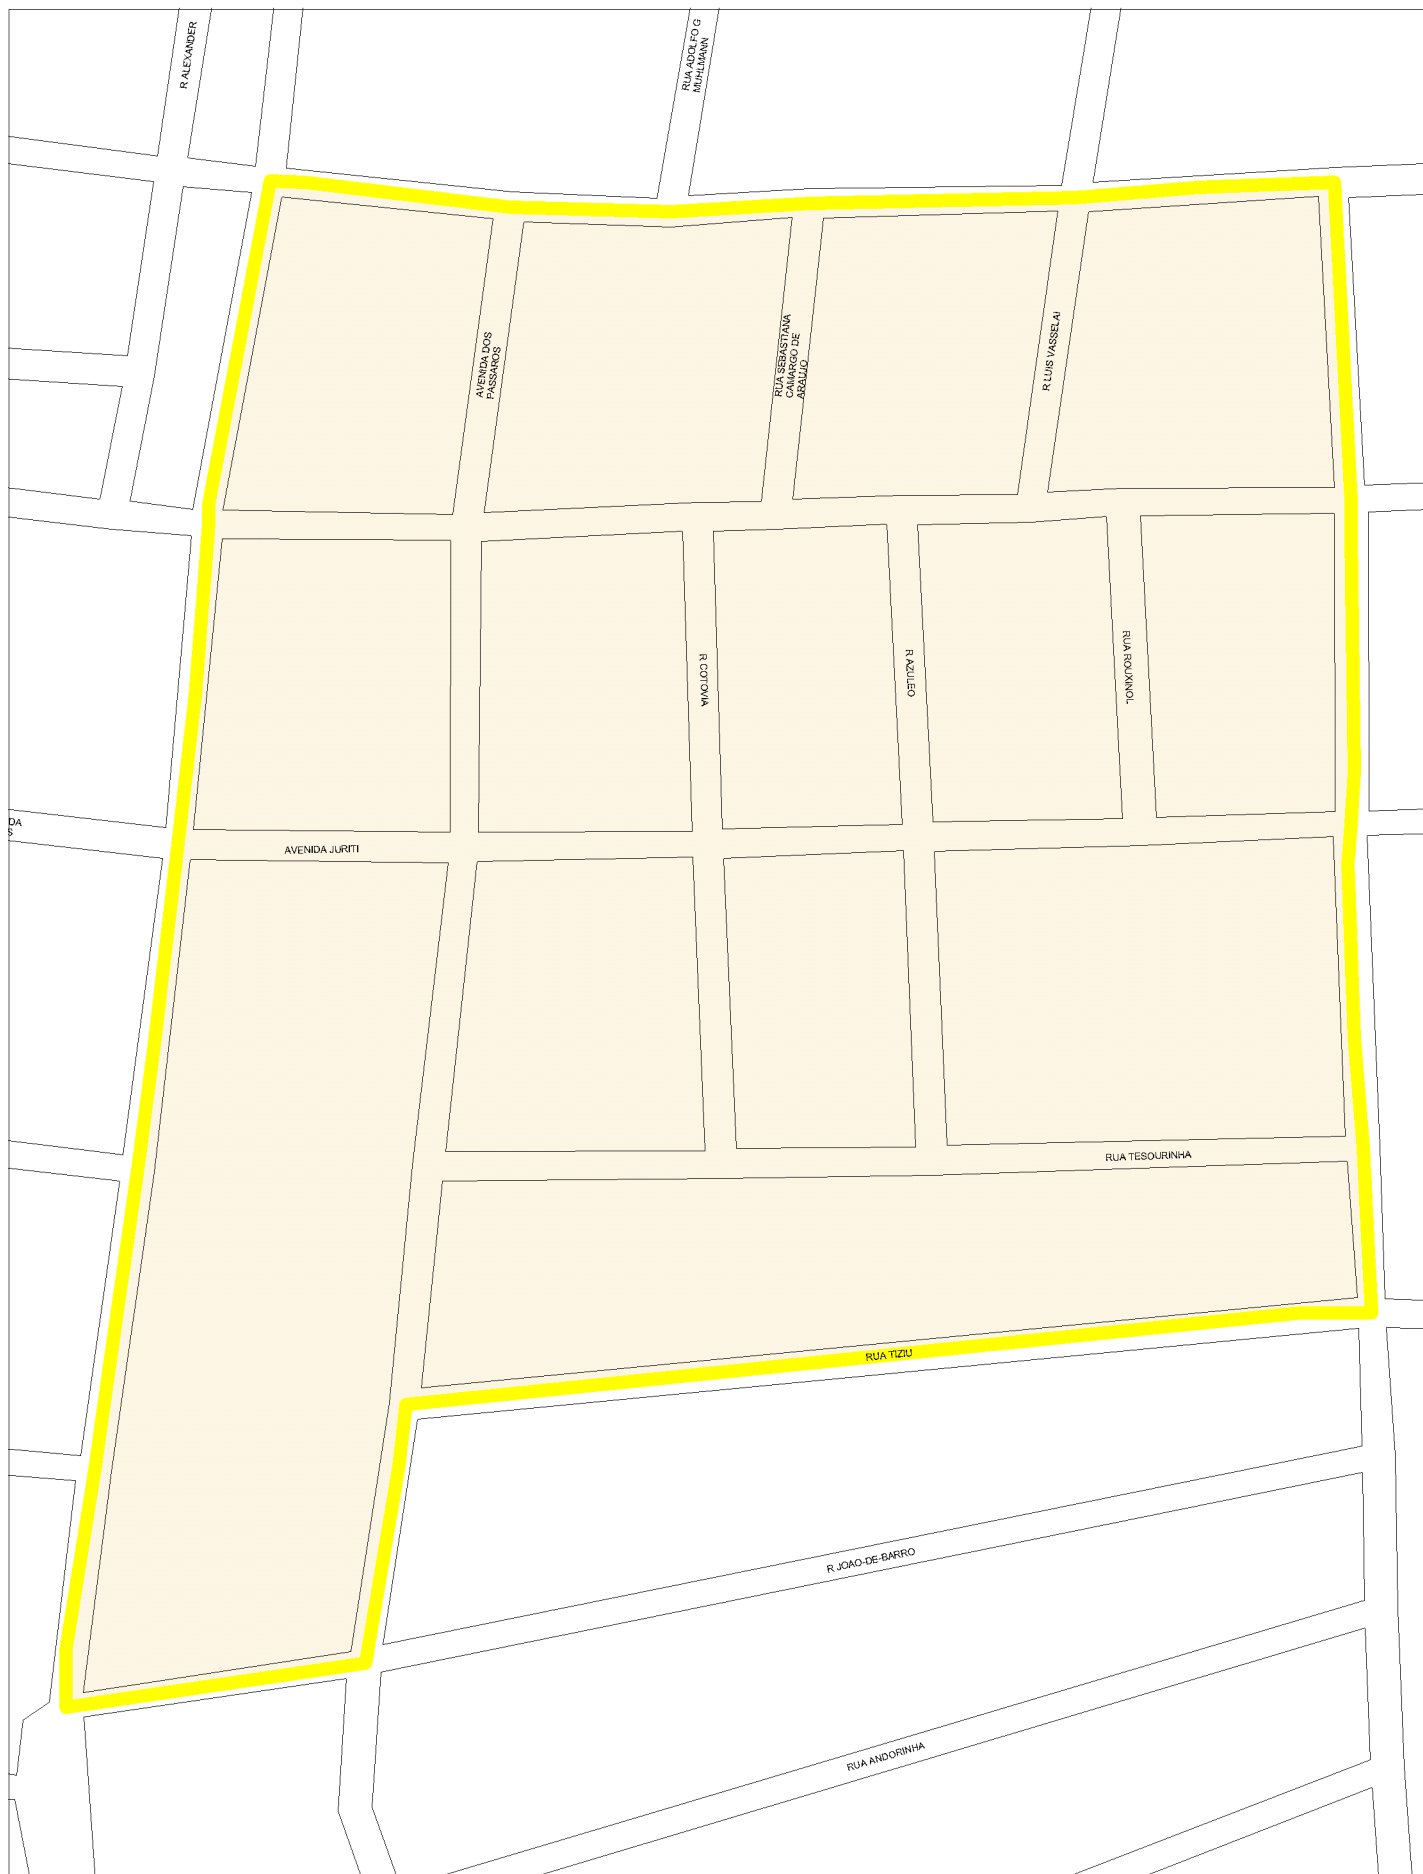 R ALEXANDER
RUA ADOLFO G
MUHLMANN
AVENIDA DOS
PASSAROS
RUA SEBASTIANA
CAMARGO DE
ARAUJO
R LUIS VASSELAI
R COTOVIA
R AZULEO
RUA ROUXINOL
DA
S
AVENIDA JURITI
RUA TESOURINHA
RUA TIZIU
R JOAO-DE-BARRO
RUA ANDORINHA